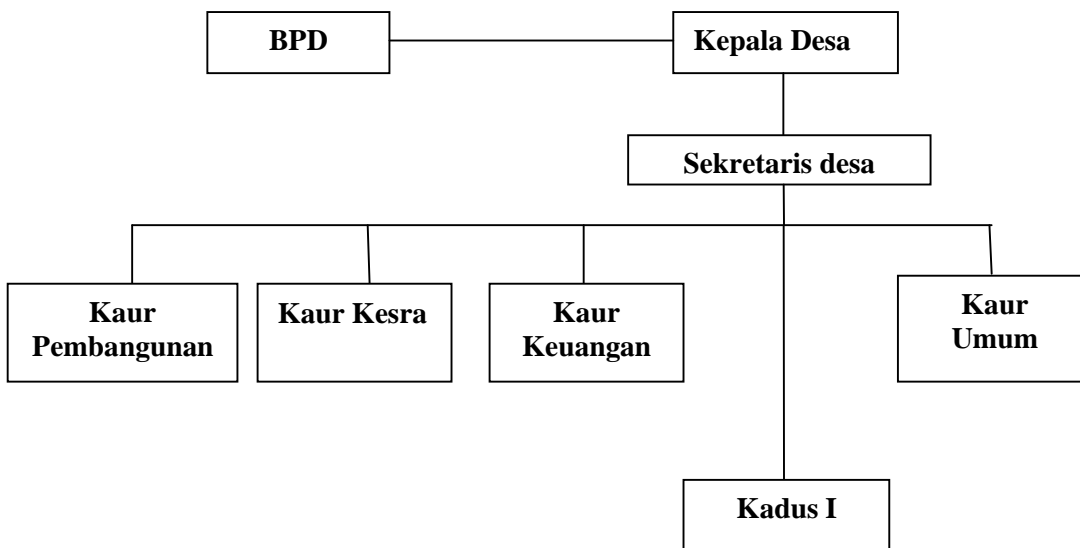 BPD
Kepala Desa
Sekretaris desa
Kaur
Pembangunan
Kaur Kesra
Kaur
Keuangan
Kaur
Umum
Kadus I